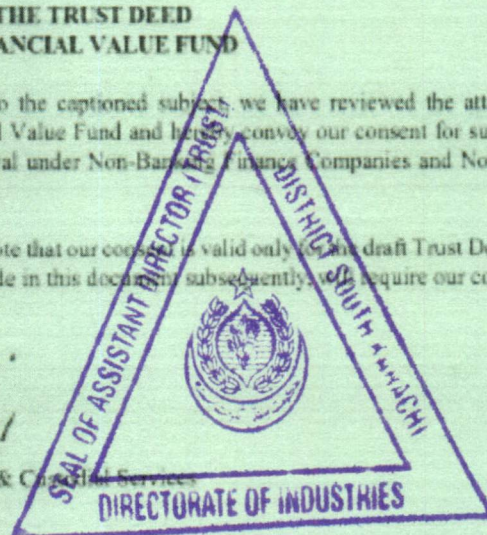 THE TRUST DEED
ANCIAL VALUE FUND
o the captioned subject, we have reviewed the att
l Value Fund and hereby convey our consent for su
al under Non-Banking Finance Companies and No
ote that our consent is valid only for the draft Trust De
de in this document subsequently, will require our co
& Custodial Services
SEAL OF ASSISTANT DIRECTOR (TRUST)
DISTRICT SOUTH KARACHI
DIRECTORATE OF INDUSTRIES